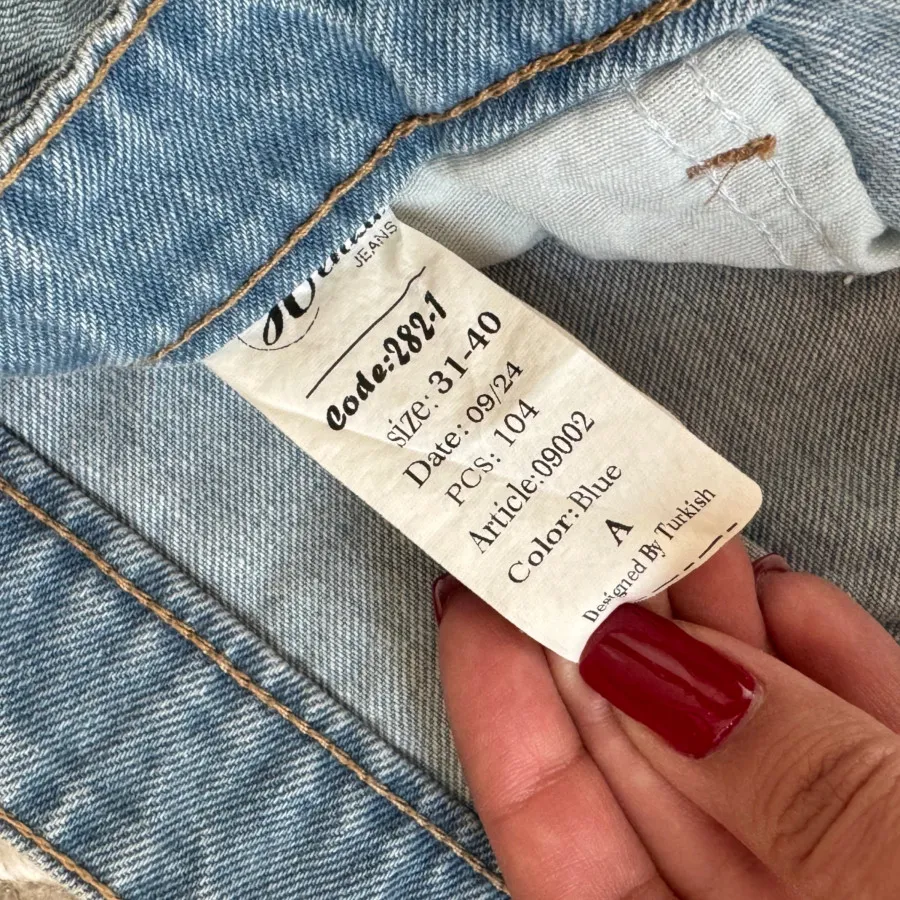 JEANS
Code:282-1
size: 31-40
Date: 09/24
PCS: 104
Article:09002
Color:Blue
A
Designed By Turkish